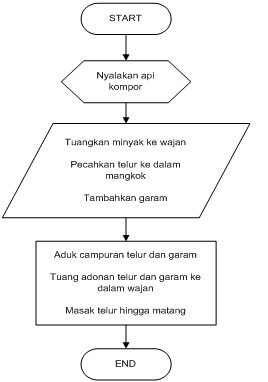 START
Nyalakan api
kompor
Tuangkan minyak ke wajan
Pecahkan telur ke dalam
mangkok
Tambahkan garam
Aduk campuran telur dan garam
Tuang adonan telur dan garam ke
dalam wajan
Masak telur hingga matang
END